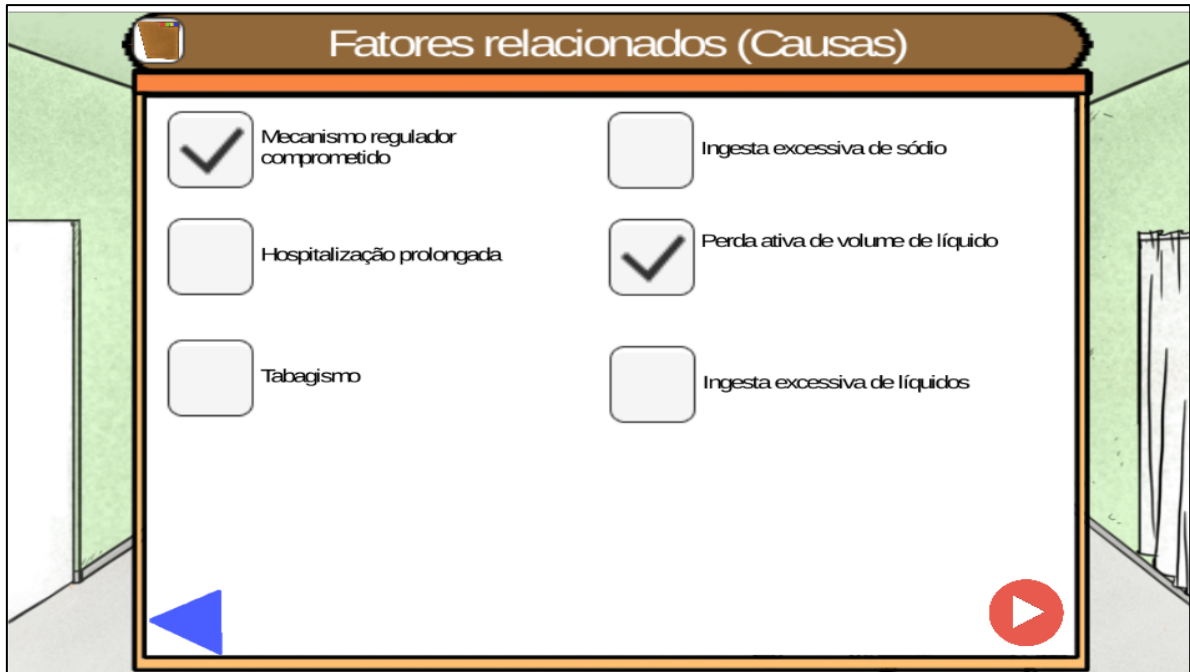 Fatores relacionados (Causas)
Mecanismo regulador
comprometido
Ingesta excessiva de sódio
Hospitalização prolongada
Perda ativa de volume de líquido
Tabagismo
Ingesta excessiva de líquidos